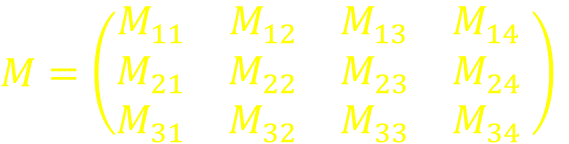 M₁₁ M₁₂ M₁₃ M₁₄
M = ( M₂₁ M₂₂ M₂₃ M₂₄ )
M₃₁ M₃₂ M₃₃ M₃₄